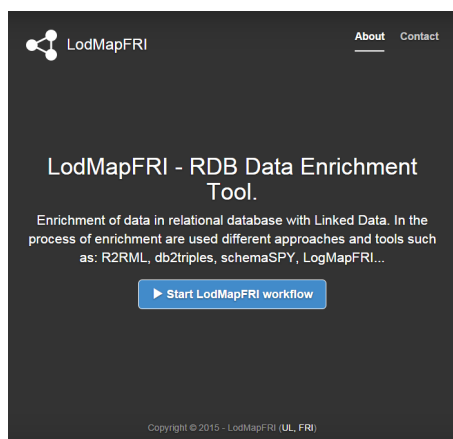 LodMapFRI
About Contact
LodMapFRI - RDB Data Enrichment
Tool.
Enrichment of data in relational database with Linked Data. In the
process of enrichment are used different approaches and tools such
as: R2RML, db2triples, schemaSPY, LogMapFRI...
Start LodMapFRI workflow
Copyright © 2015 - LodMapFRI (UL, FRI)